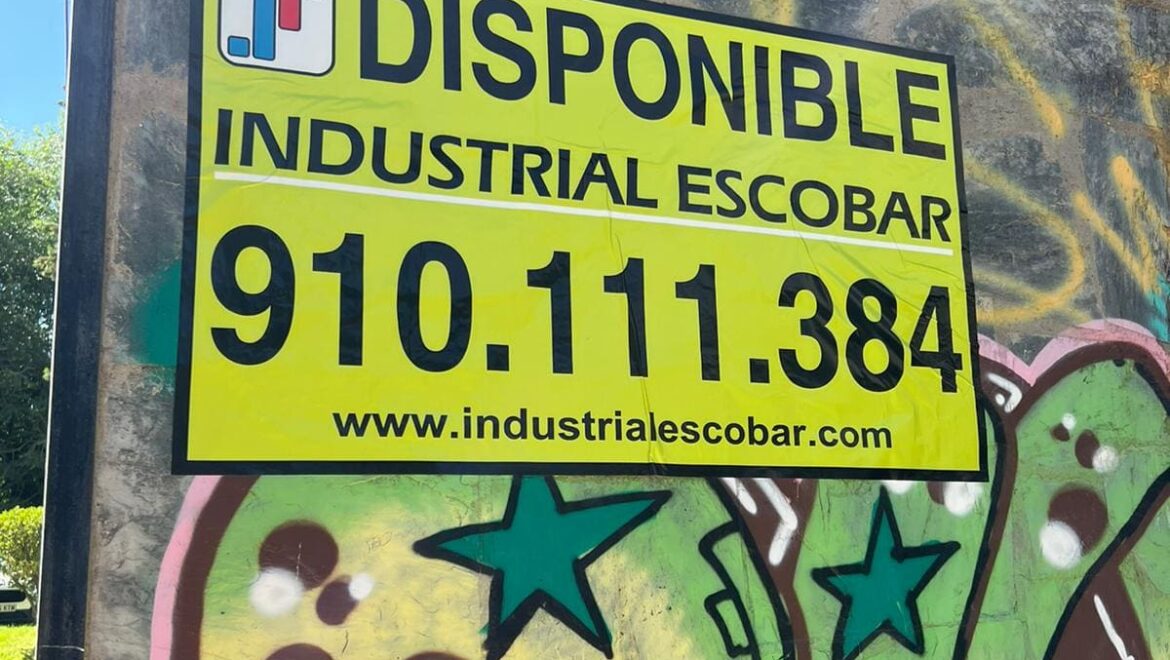 DISPONIBLE
INDUSTRIAL ESCOBAR
910.111.384
www.industrialescobar.com